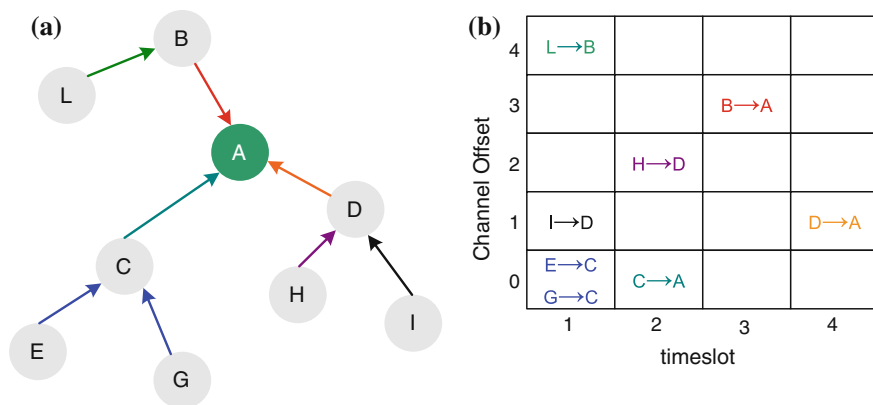 (a)
B
L
A
D
C
H
I
E
G
(b)
Channel Offset
4
L→B
3
B→A
2
H→D
1
I→D
D→A
0
E→C
G→C
C→A
1
2
3
4
timeslot